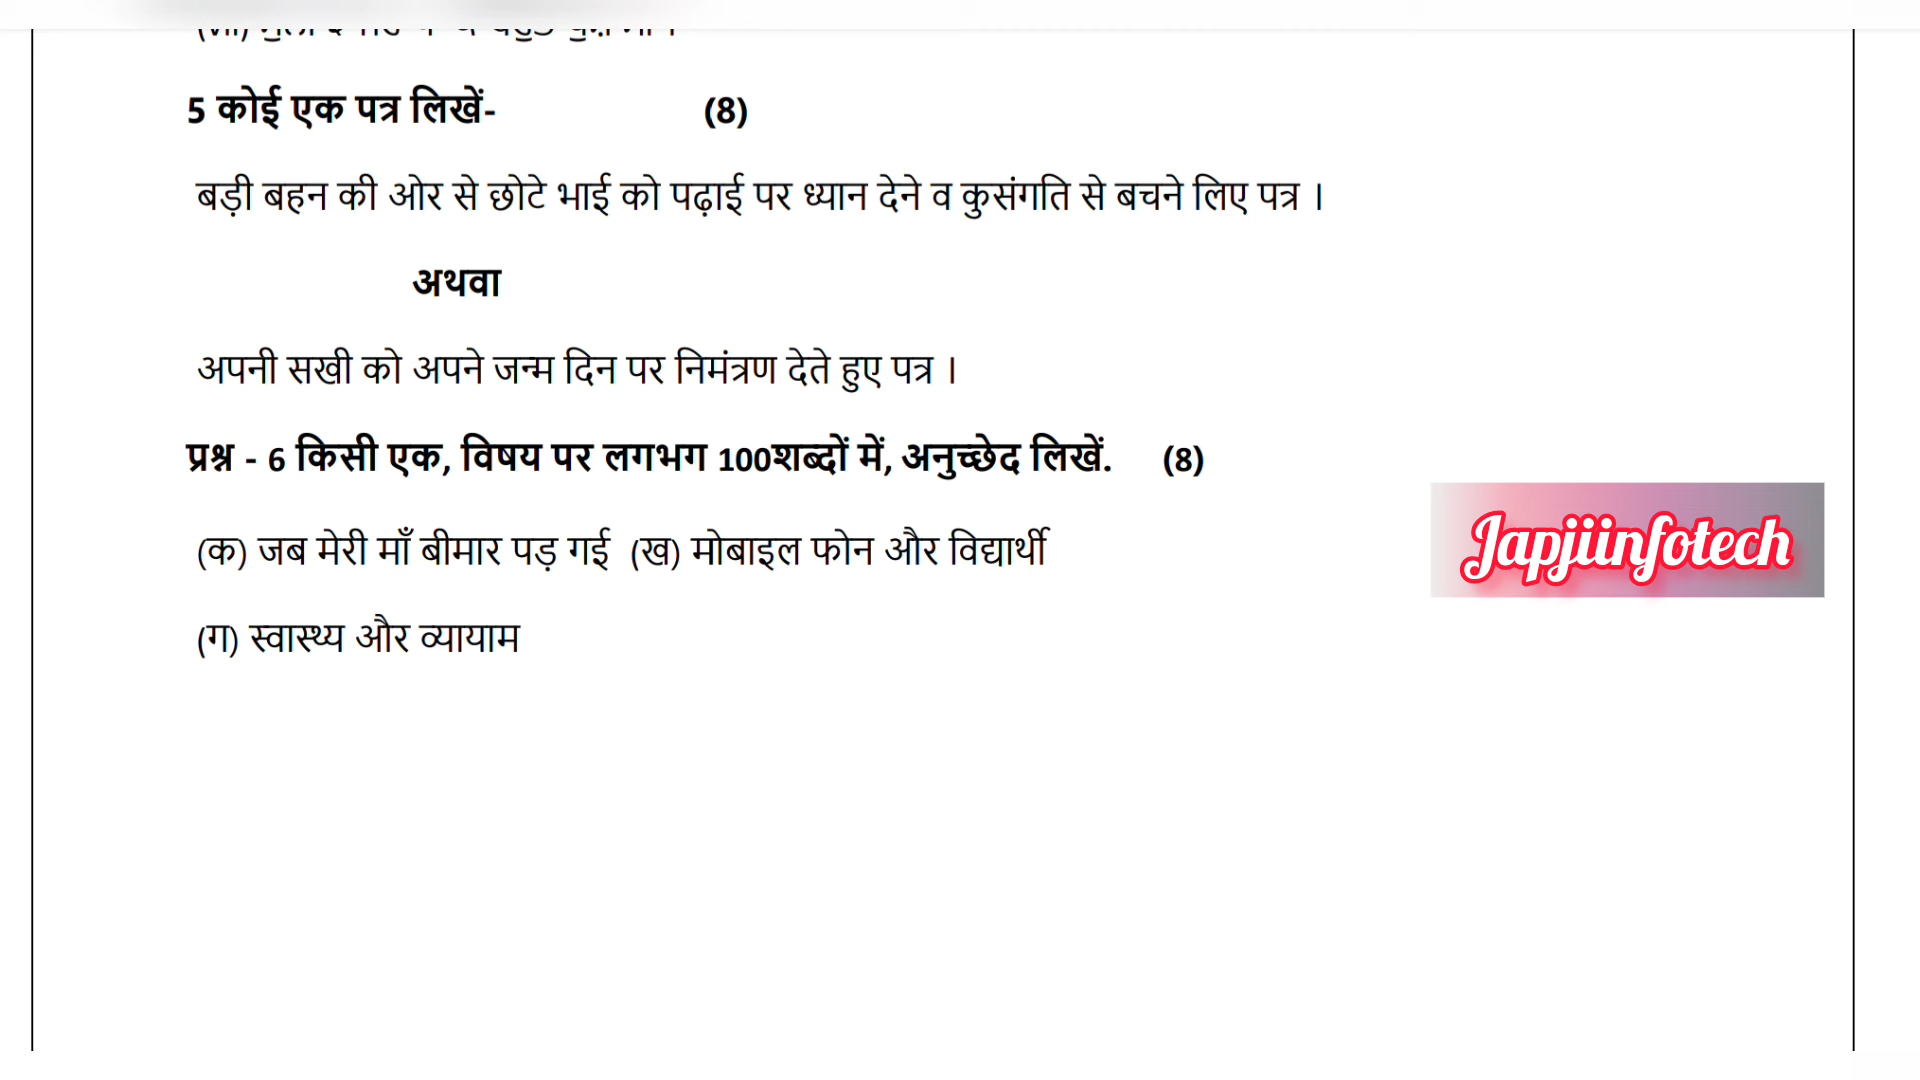 5 कोई एक पत्र लिखें- (8)
बड़ी बहन की ओर से छोटे भाई को पढ़ाई पर ध्यान देने व कुसंगति से बचने लिए पत्र ।
अथवा
अपनी सखी को अपने जन्म दिन पर निमंत्रण देते हुए पत्र ।
प्रश्न - 6 किसी एक, विषय पर लगभग 100शब्दों में, अनुच्छेद लिखें. (8)
(क) जब मेरी माँ बीमार पड़ गई (ख) मोबाइल फोन और विद्यार्थी
Japjiinfotech
(ग) स्वास्थ्य और व्यायाम